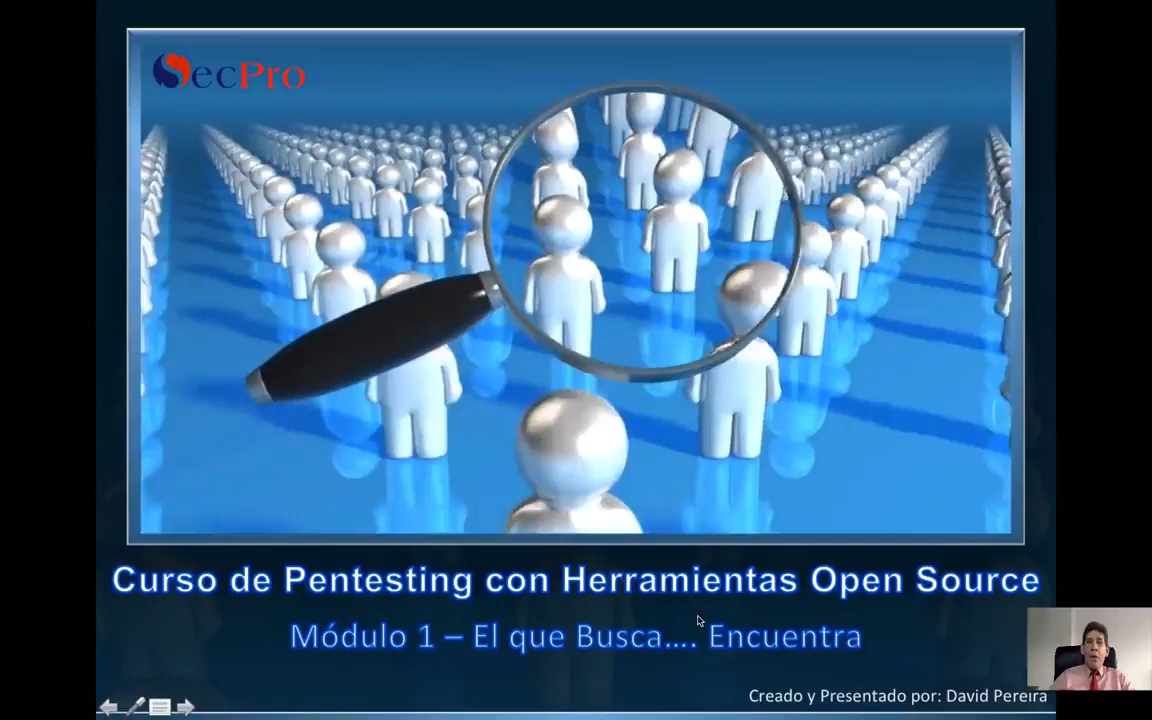 SecPro
Curso de Pentesting con Herramientas Open Source
Módulo 1 – El que Busca.... Encuentra
Creado y Presentado por: David Pereira